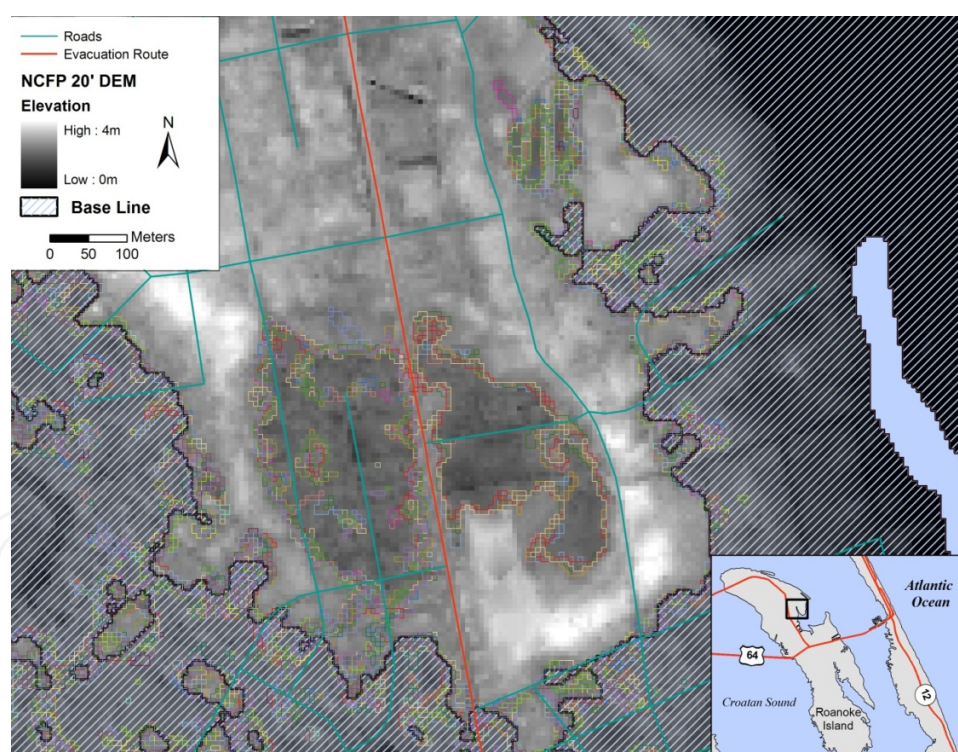 Roads
Evacuation Route
NCFP 20' DEM
Elevation
High : 4m
N
Low : 0m
Base Line
Meters
0 50 100
Atlantic
Ocean
64
12
Croatan Sound
Roanoke
Island